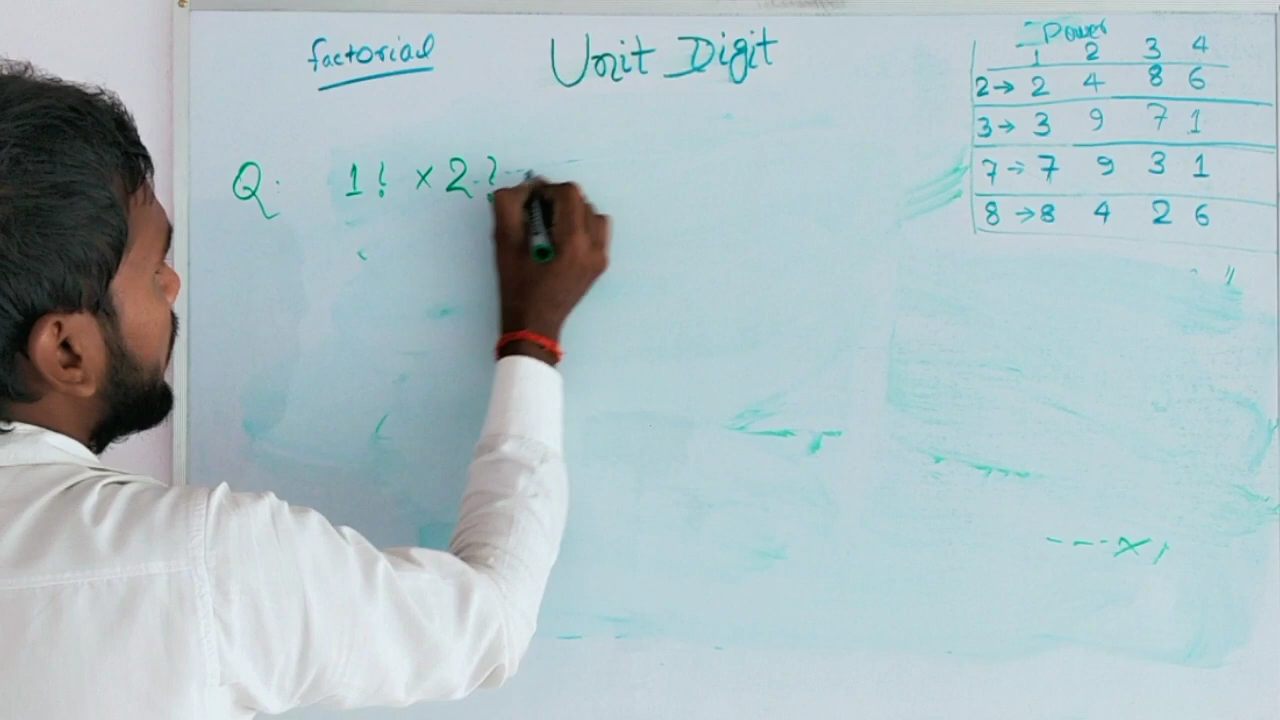 factorial
Unit Digit
Q. 1! × 2!
Power
1 2 3 4
2→ 2 4 8 6
3→ 3 9 7 1
7→ 7 9 3 1
8→8 4 2 6
---×